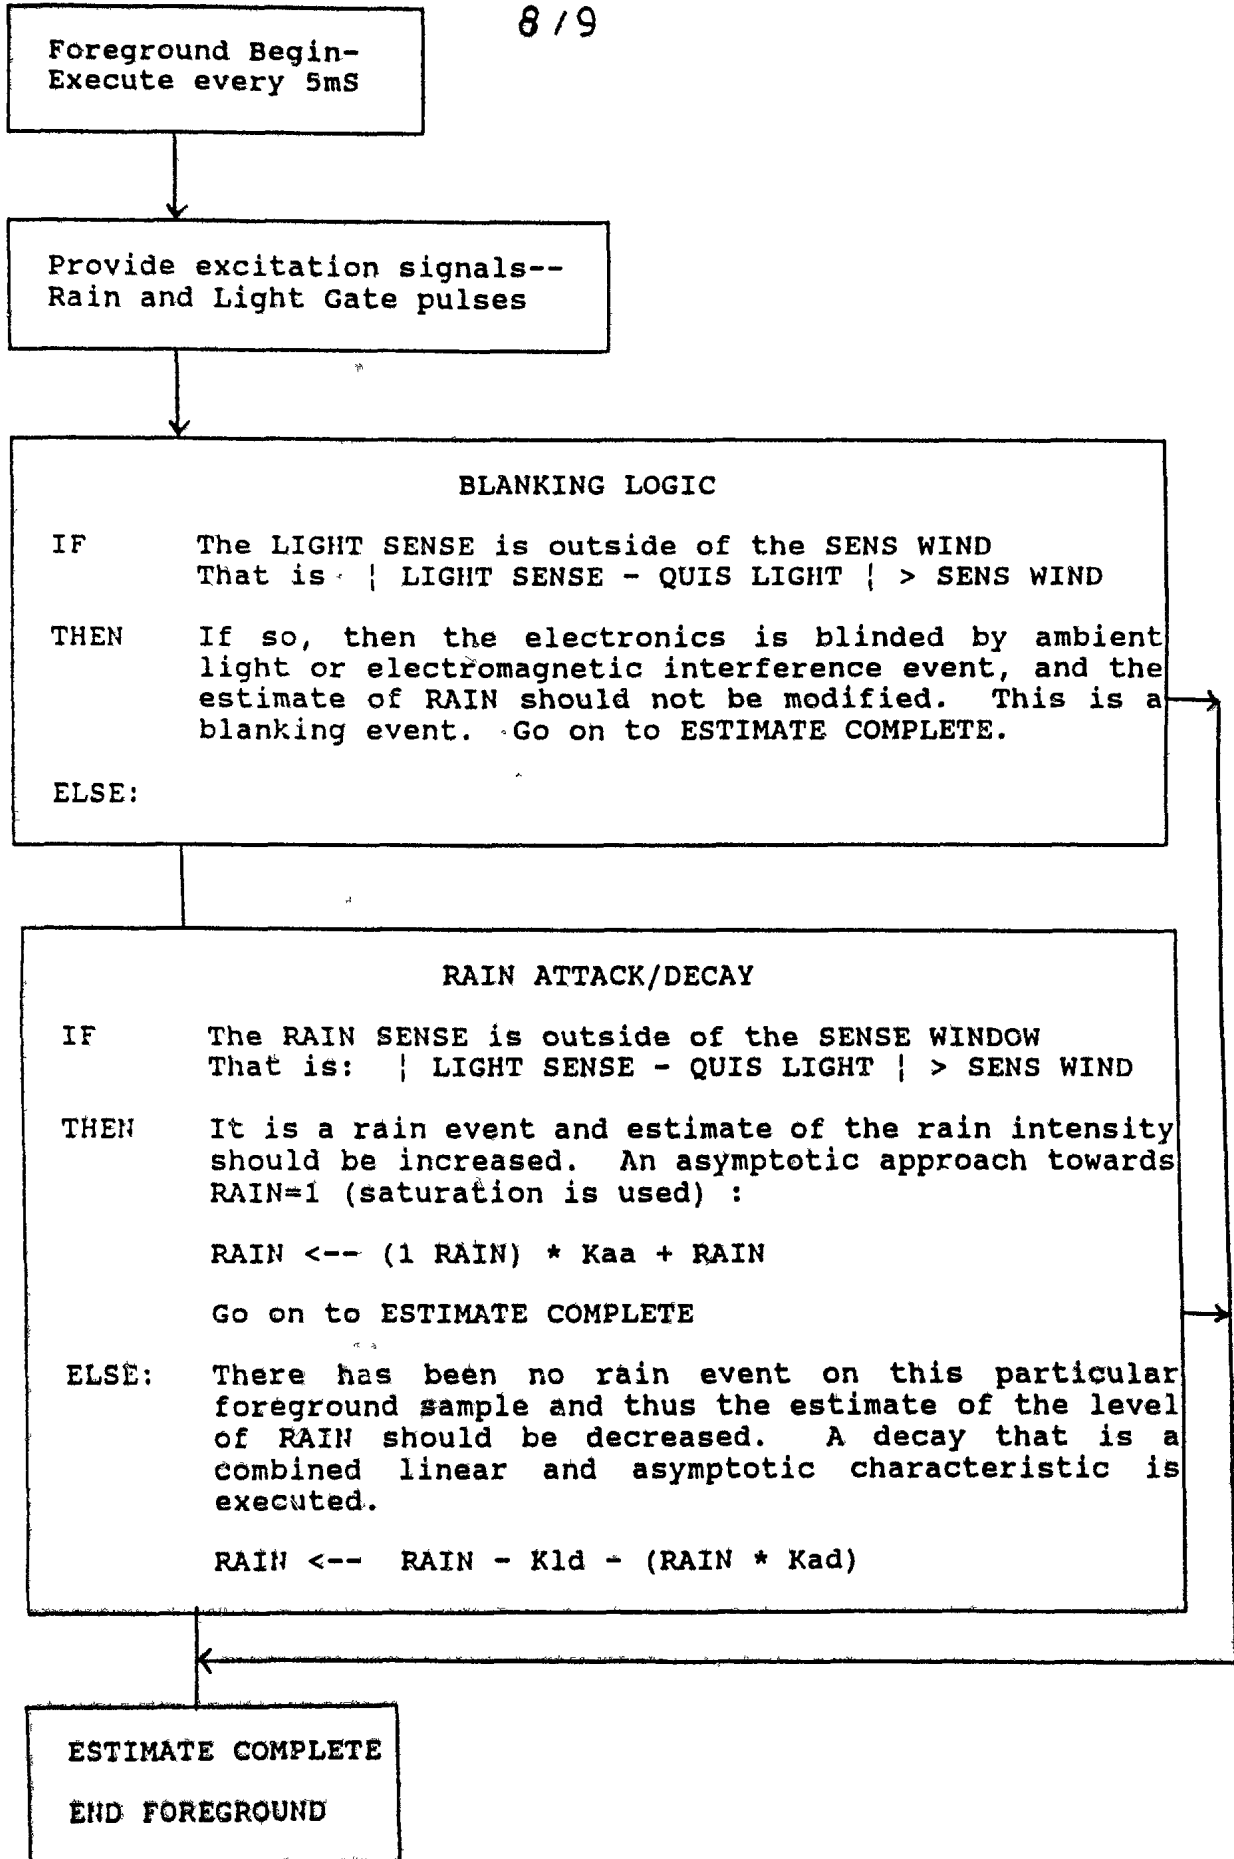 8/9
Foreground Begin-
Execute every 5mS
Provide excitation signals--
Rain and Light Gate pulses
BLANKING LOGIC
IF The LIGHT SENSE is outside of the SENS WIND
That is ¦ LIGHT SENSE - QUIS LIGHT ¦ > SENS WIND
THEN If so, then the electronics is blinded by ambient
light or electromagnetic interference event, and the
estimate of RAIN should not be modified. This is a
blanking event. Go on to ESTIMATE COMPLETE.
ELSE:
RAIN ATTACK/DECAY
IF The RAIN SENSE is outside of the SENSE WINDOW
That is: ¦ LIGHT SENSE - QUIS LIGHT ¦ > SENS WIND
THEN It is a rain event and estimate of the rain intensity
should be increased. An asymptotic approach towards
RAIN=1 (saturation is used) :
RAIN <-- (1 RAIN) * Kaa + RAIN
Go on to ESTIMATE COMPLETE
ELSE: There has been no rain event on this particular
foreground sample and thus the estimate of the level
of RAIN should be decreased. A decay that is a
combined linear and asymptotic characteristic is
executed.
RAIN <-- RAIN - Kld - (RAIN * Kad)
ESTIMATE COMPLETE
END FOREGROUND